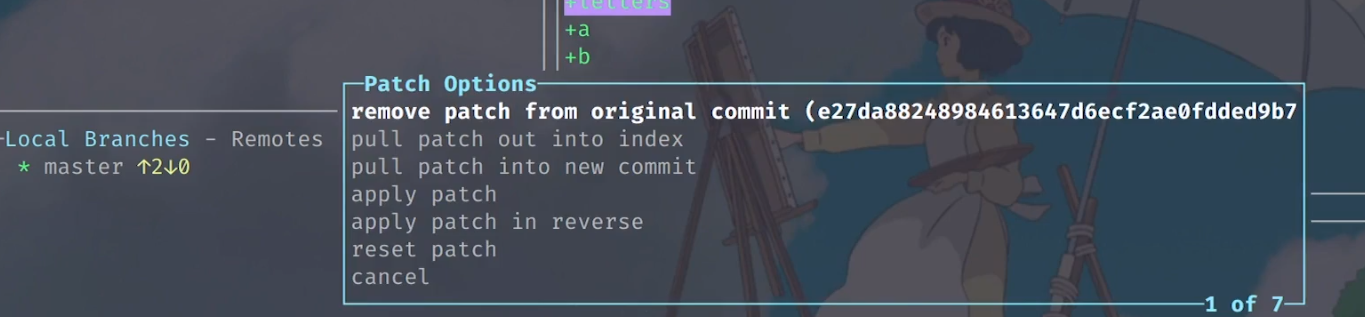 +letters
+a
+b
Patch Options
remove patch from original commit (e27da88248984613647d6ecf2ae0fdded9b7
pull patch out into index
Local Branches - Remotes
pull patch into new commit
* master ↑2↓0
apply patch
apply patch in reverse
reset patch
cancel
1 of 7